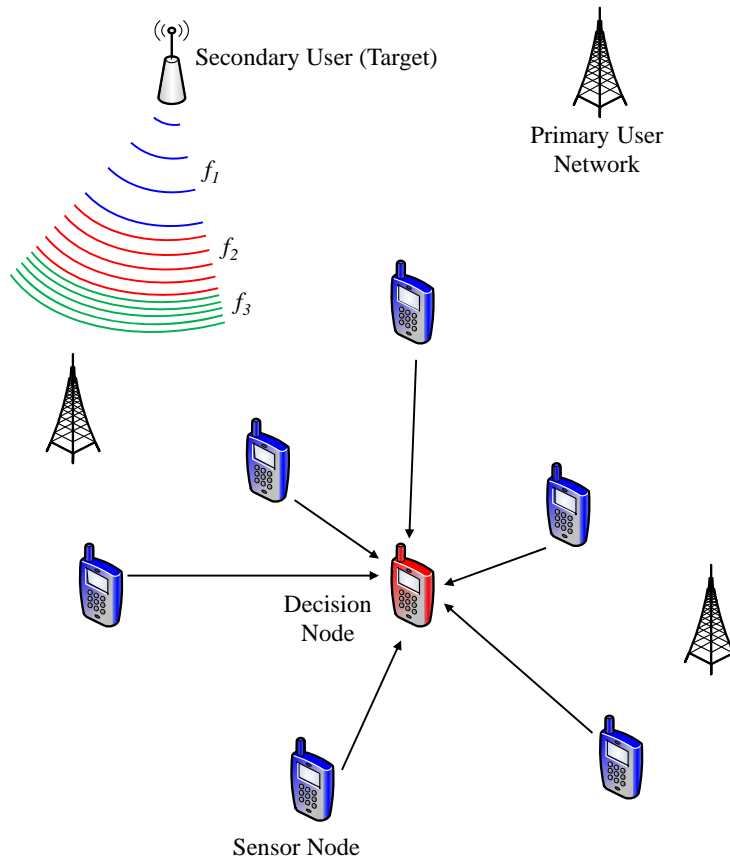 Secondary User (Target)
Primary User
Network
f1
f2
f3
Decision
Node
Sensor Node